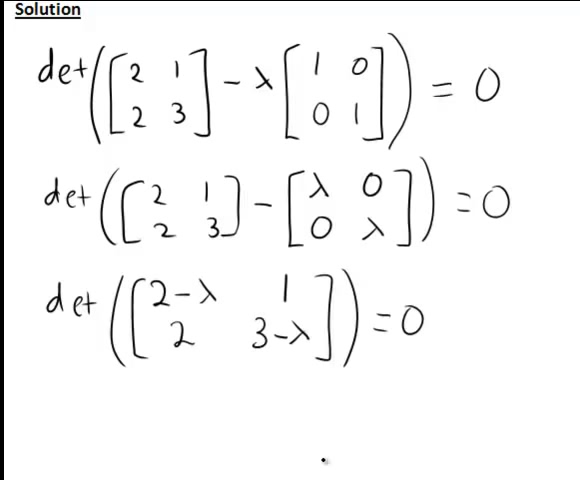 Solution
det([2 1
2 3] - λ[1 0
0 1]) = 0
det([2 1
2 3] - [λ 0
0 λ]) = 0
det([2-λ 1
2 3-λ]) = 0